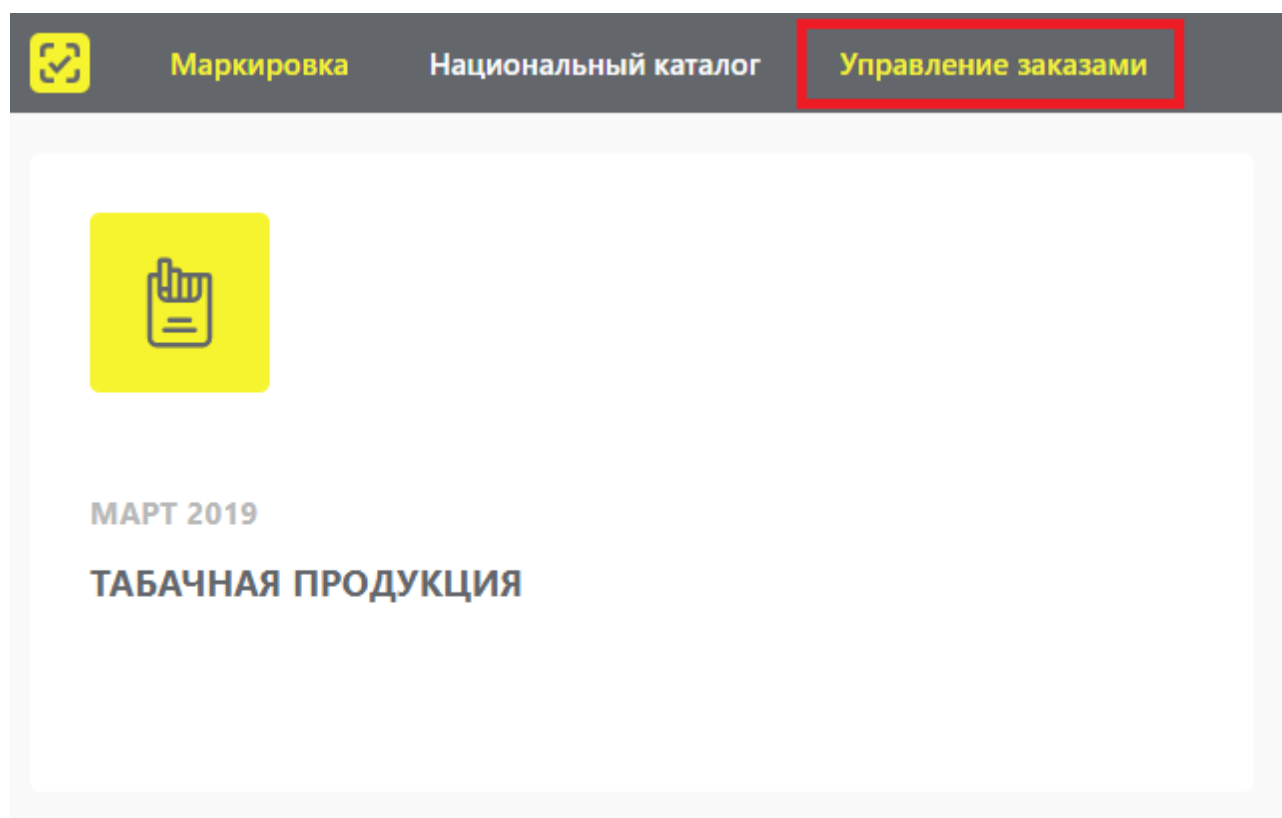 Маркировка Национальный каталог Управление заказами
МАРТ 2019
ТАБАЧНАЯ ПРОДУКЦИЯ